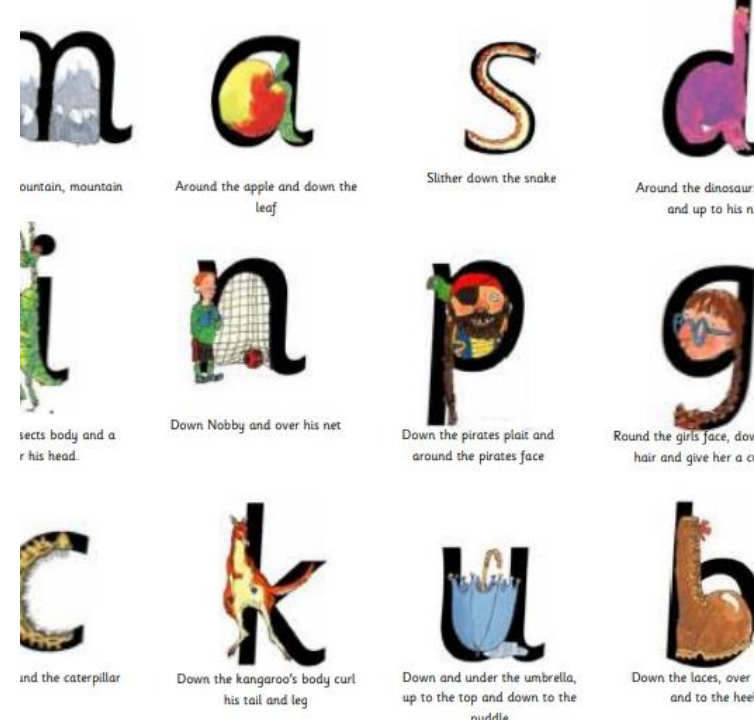 m a s d
ountain, mountain
Around the apple and down the
leaf
Slither down the snake
Around the dinosaur
and up to his n
i n p g
sects body and a
r his head.
Down Nobby and over his net
Down the pirates plait and
around the pirates face
Round the girls face, dow
hair and give her a c
c k u b
und the caterpillar
Down the kangaroo's body curl
his tail and leg
Down and under the umbrella,
up to the top and down to the
puddle
Down the laces, over
and to the heel